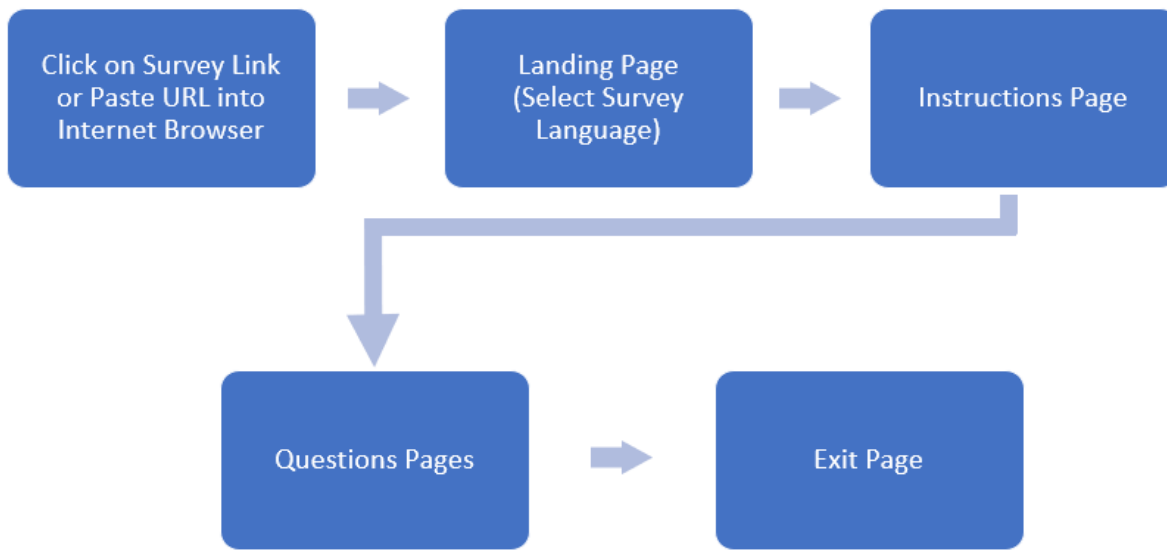 Click on Survey Link
or Paste URL into
Internet Browser
Landing Page
(Select Survey
Language)
Instructions Page
Questions Pages
Exit Page